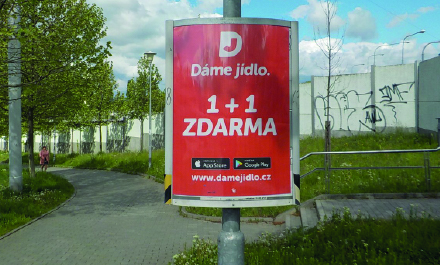 Dáme jídlo.
1 + 1
ZDARMA
App Store
Google Play
www.damejidlo.cz